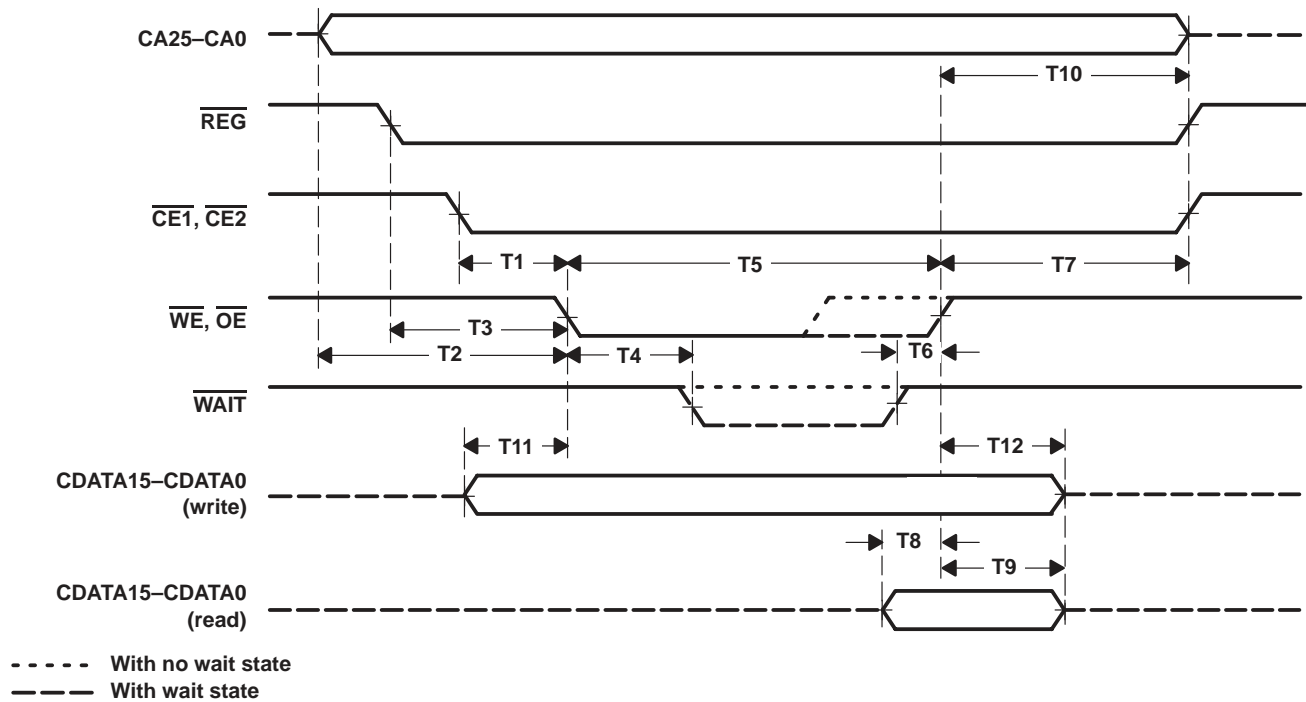 CA25–CA0
T10
REG
CE1, CE2
T1
T5
T7
WE, OE
T3
T6
T2
T4
WAIT
T11
T12
CDATA15–CDATA0
(write)
T8
T9
CDATA15–CDATA0
(read)
With no wait state
With wait state